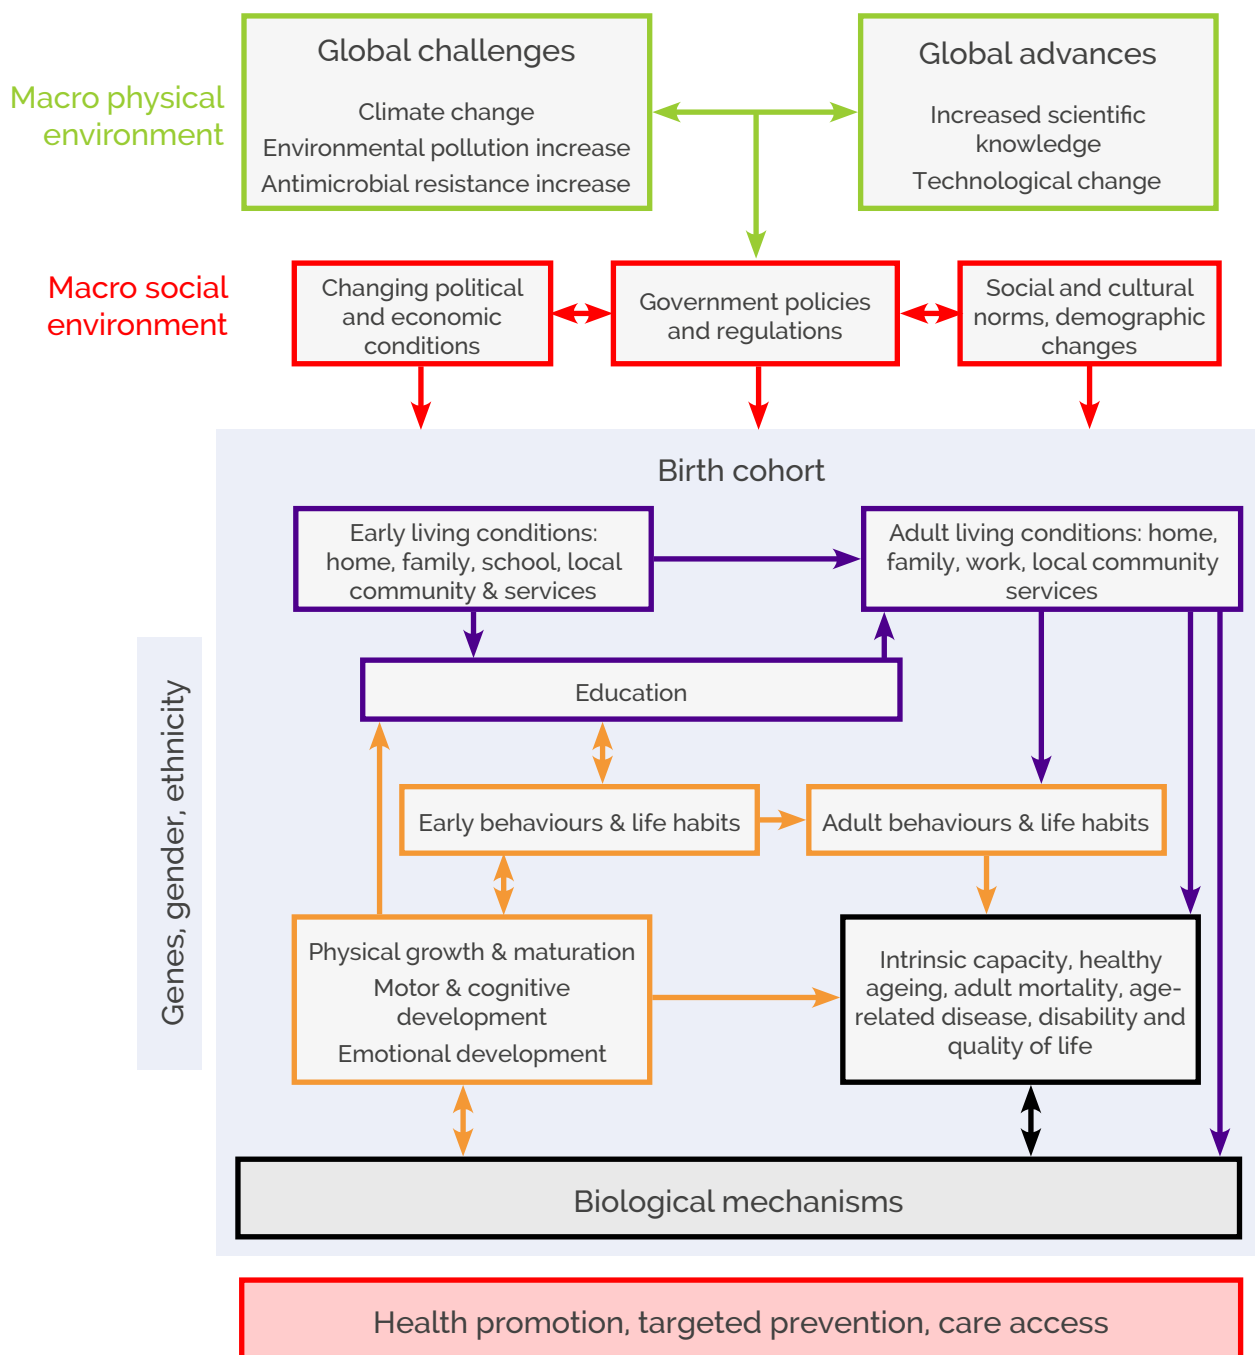 Macro physical
environment
Global challenges
Climate change
Environmental pollution increase
Antimicrobial resistance increase
Global advances
Increased scientific
knowledge
Technological change
Macro social
environment
Changing political
and economic
conditions
Government policies
and regulations
Social and cultural
norms, demographic
changes
Birth cohort
Early living conditions:
home, family, school, local
community & services
Adult living conditions: home,
family, work, local community
services
Genes, gender, ethnicity
Education
Early behaviours & life habits
Adult behaviours & life habits
Physical growth & maturation
Motor & cognitive
development
Emotional development
Intrinsic capacity, healthy
ageing, adult mortality, age-
related disease, disability and
quality of life
Biological mechanisms
Health promotion, targeted prevention, care access